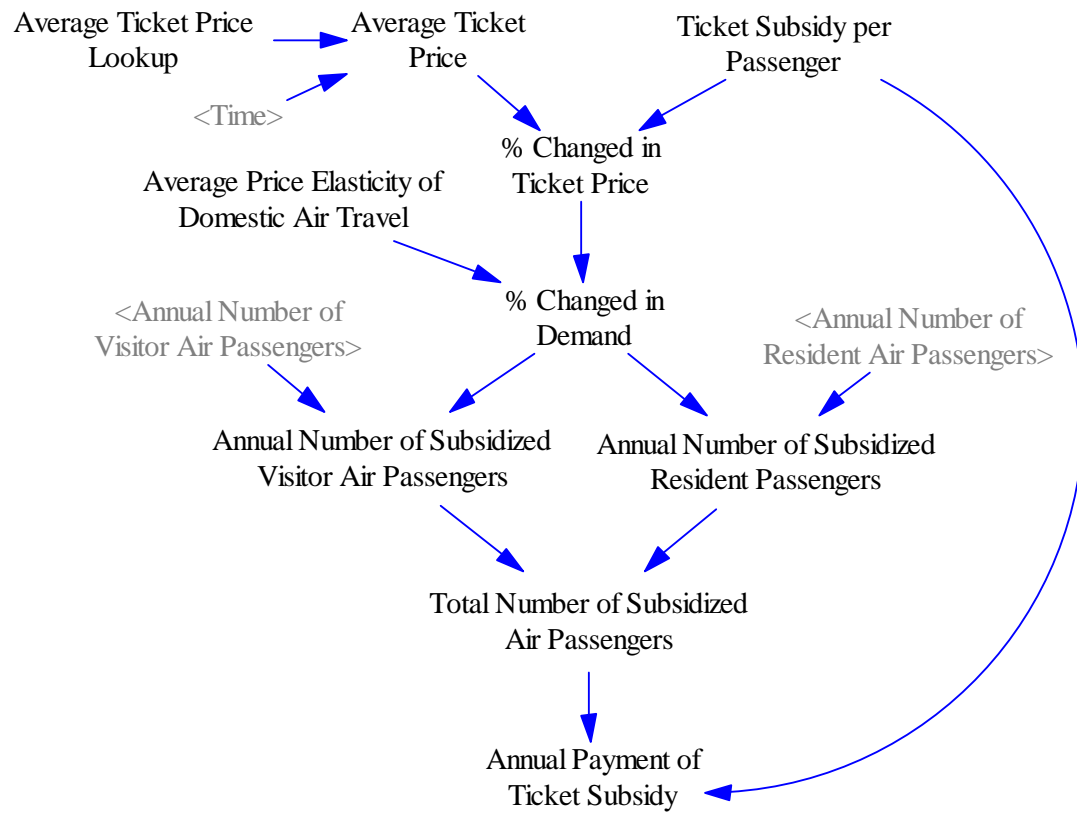 Average Ticket Price
Lookup
Average Ticket
Price
Ticket Subsidy per
Passenger
<Time>
% Changed in
Ticket Price
Average Price Elasticity of
Domestic Air Travel
% Changed in
Demand
<Annual Number of
Visitor Air Passengers>
<Annual Number of
Resident Air Passengers>
Annual Number of Subsidized
Visitor Air Passengers
Annual Number of Subsidized
Resident Passengers
Total Number of Subsidized
Air Passengers
Annual Payment of
Ticket Subsidy